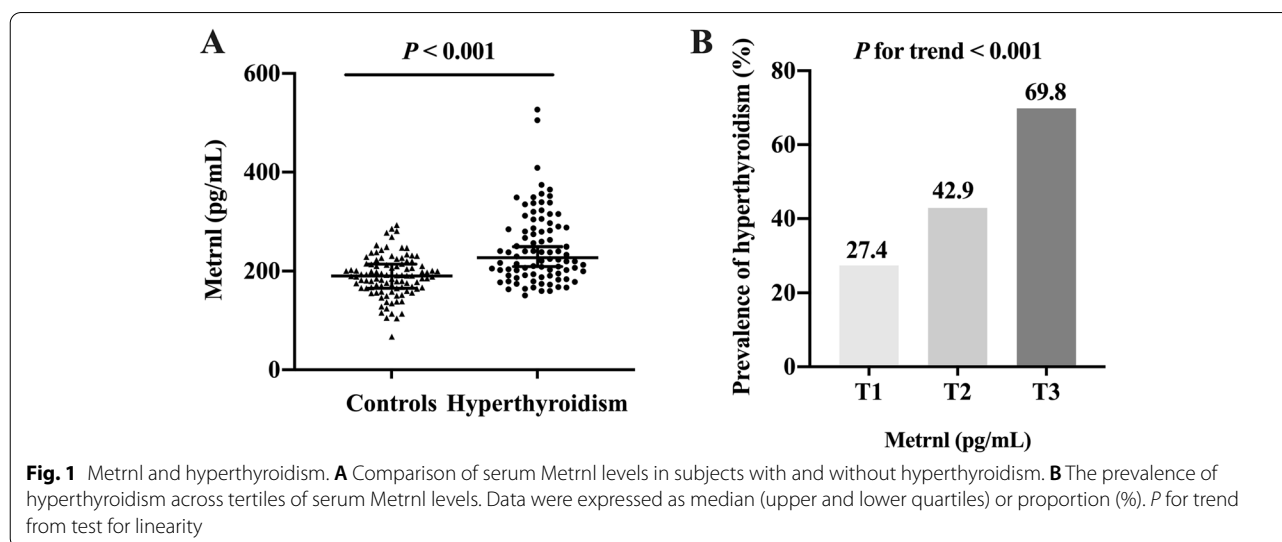 A
P < 0.001
600
400
200
0
Metrnl (pg/mL)
Controls Hyperthyroidism
B
P for trend < 0.001
80
60
40
20
0
Prevalence of hyperthyroidism (%)
27.4
42.9
69.8
T1 T2 T3
Metrnl (pg/mL)
Fig. 1 Metrnl and hyperthyroidism. A Comparison of serum Metrnl levels in subjects with and without hyperthyroidism. B The prevalence of
hyperthyroidism across tertiles of serum Metrnl levels. Data were expressed as median (upper and lower quartiles) or proportion (%). P for trend
from test for linearity